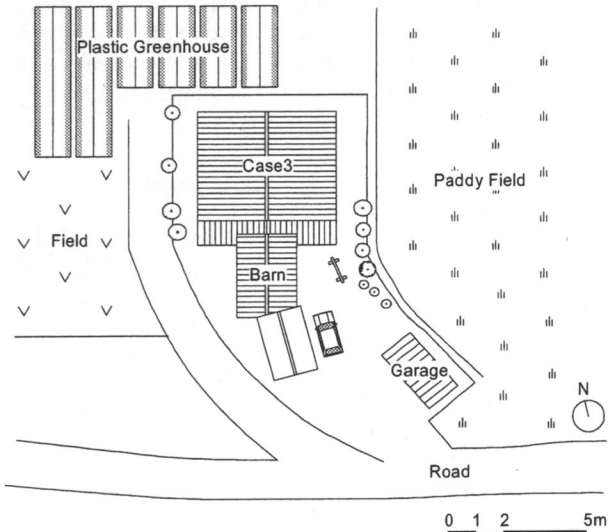 Plastic Greenhouse
Case3
Paddy Field
Field
Barn
Garage
N
Road
0 1 2 5m